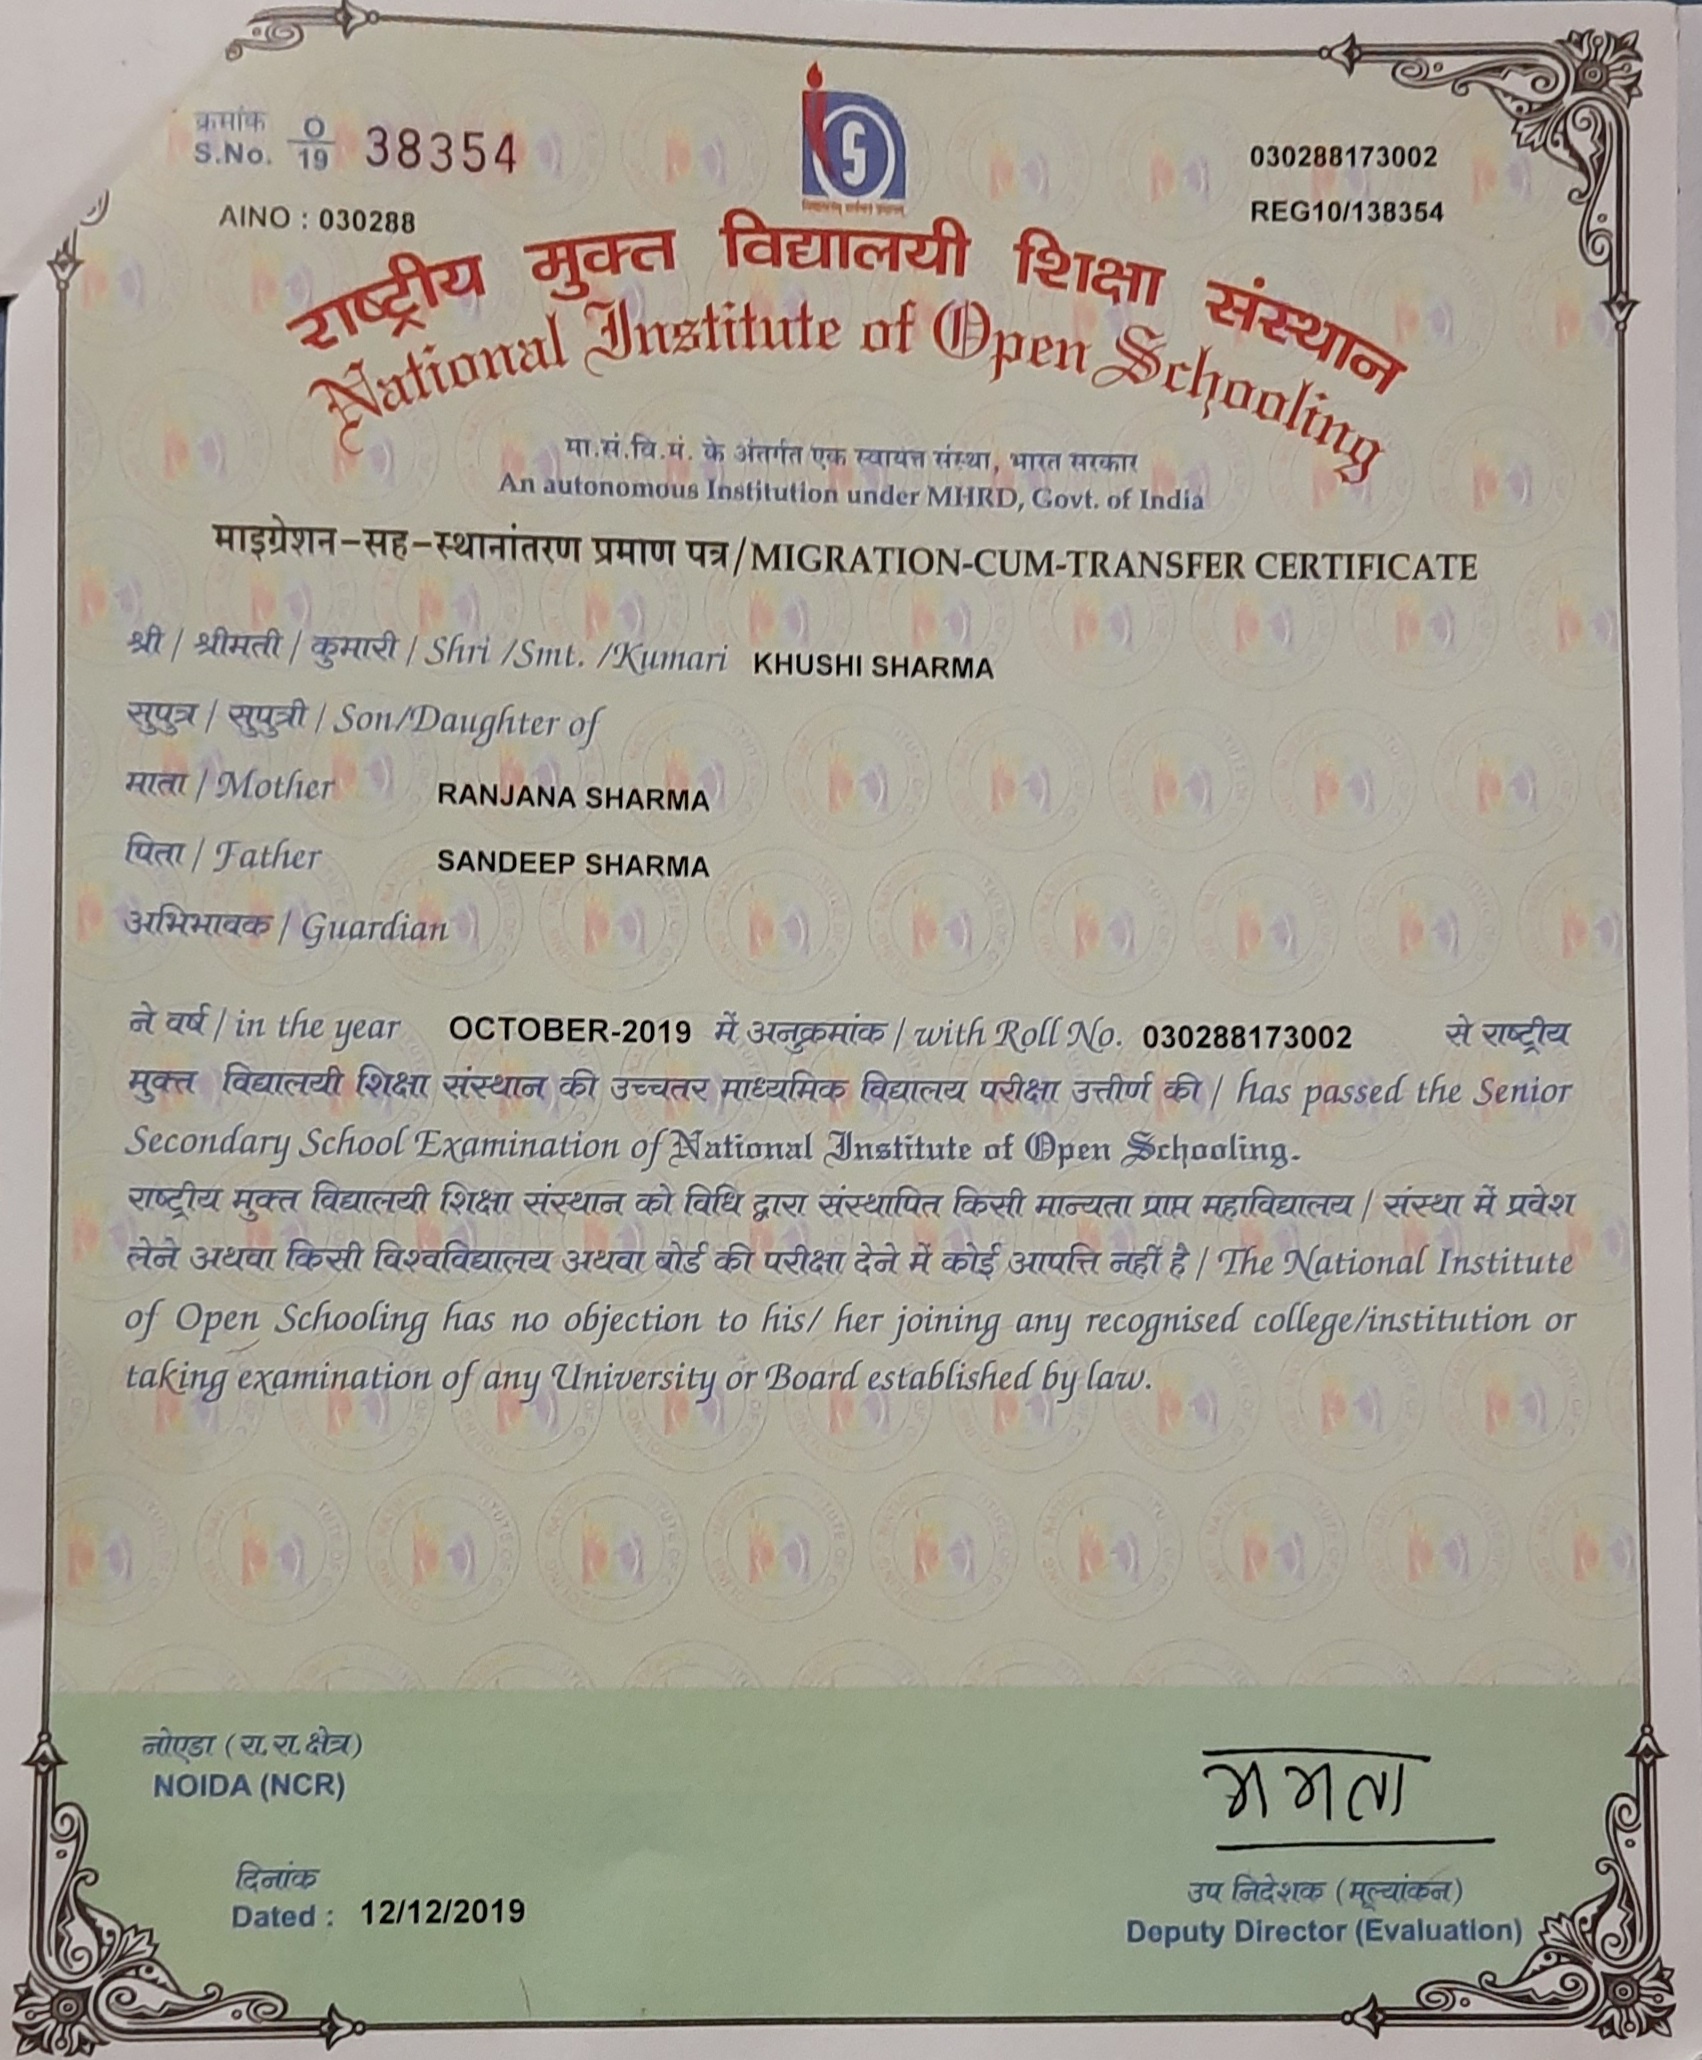 क्रमांक
S.No. O/19 38354
030288173002
AINO : 030288
REG10/138354
राष्ट्रीय मुक्त विद्यालयी शिक्षा संस्थान
National Institute of Open Schooling
मा.सं.वि.मं. के अंतर्गत एक स्वायत्त संस्था, भारत सरकार
An autonomous Institution under MHRD, Govt. of India
माइग्रेशन-सह-स्थानांतरण प्रमाण पत्र/MIGRATION-CUM-TRANSFER CERTIFICATE
श्री / श्रीमती / कुमारी / Shri /Smt. /Kumari KHUSHI SHARMA
सुपुत्र / सुपुत्री / Son/Daughter of
माता / Mother RANJANA SHARMA
पिता / Father SANDEEP SHARMA
अभिभावक / Guardian
ने वर्ष / in the year OCTOBER-2019 में अनुक्रमांक / with Roll No. 030288173002 से राष्ट्रीय
मुक्त विद्यालयी शिक्षा संस्थान की उच्चतर माध्यमिक विद्यालय परीक्षा उत्तीर्ण की / has passed the Senior
Secondary School Examination of National Institute of Open Schooling.
राष्ट्रीय मुक्त विद्यालयी शिक्षा संस्थान को विधि द्वारा संस्थापित किसी मान्यता प्राप्त महाविद्यालय / संस्था में प्रवेश
लेने अथवा किसी विश्वविद्यालय अथवा बोर्ड की परीक्षा देने में कोई आपत्ति नहीं है / The National Institute
of Open Schooling has no objection to his/ her joining any recognised college/institution or
taking examination of any University or Board established by law.
नोएडा (रा.रा.क्षेत्र)
NOIDA (NCR)
ममता
दिनांक
Dated : 12/12/2019
उप निदेशक (मूल्यांकन)
Deputy Director (Evaluation)